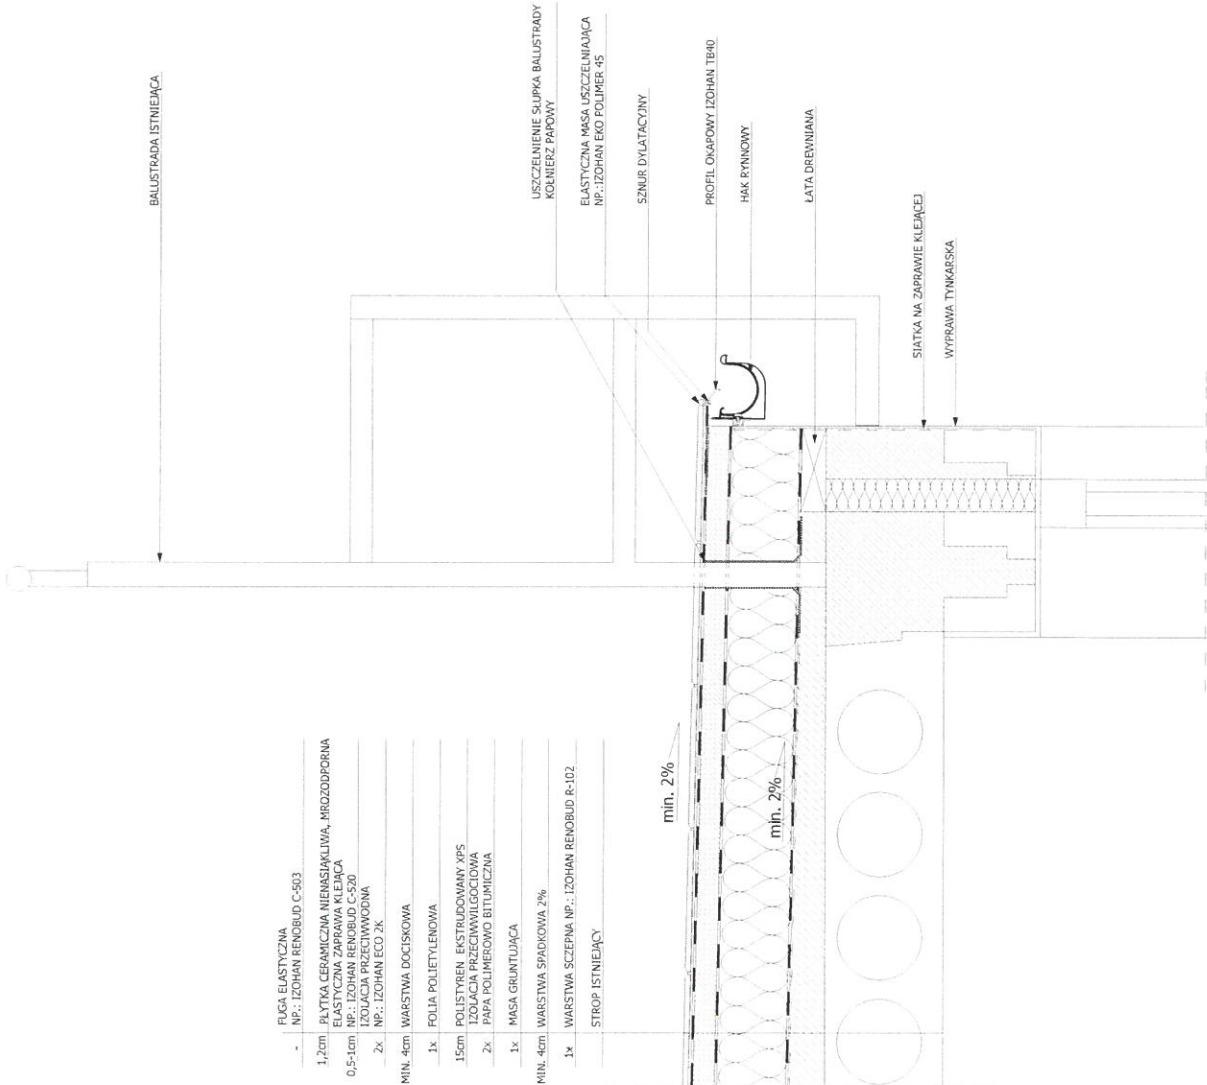 BALUSTRADA ISTNIEJĄCA
USZCZELNIENIE SŁUPKA BALUSTRADY
KOŁNIERZ PAPOWY
ELASTYCZNA MASA USZCZELNIAJĄCA
NP.:IZOHAN EKO POLIMER 45
SZNUR DYLATACYJNY
PROFIL OKAPOWY IZOHAN TB40
HAK RYNNOWY
ŁATA DREWNIANA
SIATKA NA ZAPRAWIE KLEJĄCEJ
WYPRAWA TYNKARSKA
FUGA ELASTYCZNA
- NP.: IZOHAN RENOBUD C-503
1,2cm PŁYTKA CERAMICZNA NIENASIĄKLIWA, MROZODPORNA
ELASTYCZNA ZAPRAWA KLEJĄCA
0,5-1cm NP.: IZOHAN RENOBUD C-520
IZOLACJA PRZECIWWODNA
2x NP.: IZOHAN ECO 2K
MIN. 4cm WARSTWA DOCISKOWA
1x FOLIA POLIETYLENOWA
15cm POLISTYREN EKSTRUDOWANY XPS
IZOLACJA PRZECIWWILGOCIOWA
2x PAPA POLIMEROWO BITUMICZNA
1x MASA GRUNTUJĄCA
MIN. 4cm WARSTWA SPADKOWA 2%
1x WARSTWA SCZEPNA NP.: IZOHAN RENOBUD R-102
STROP ISTNIEJĄCY
min. 2%
min. 2%